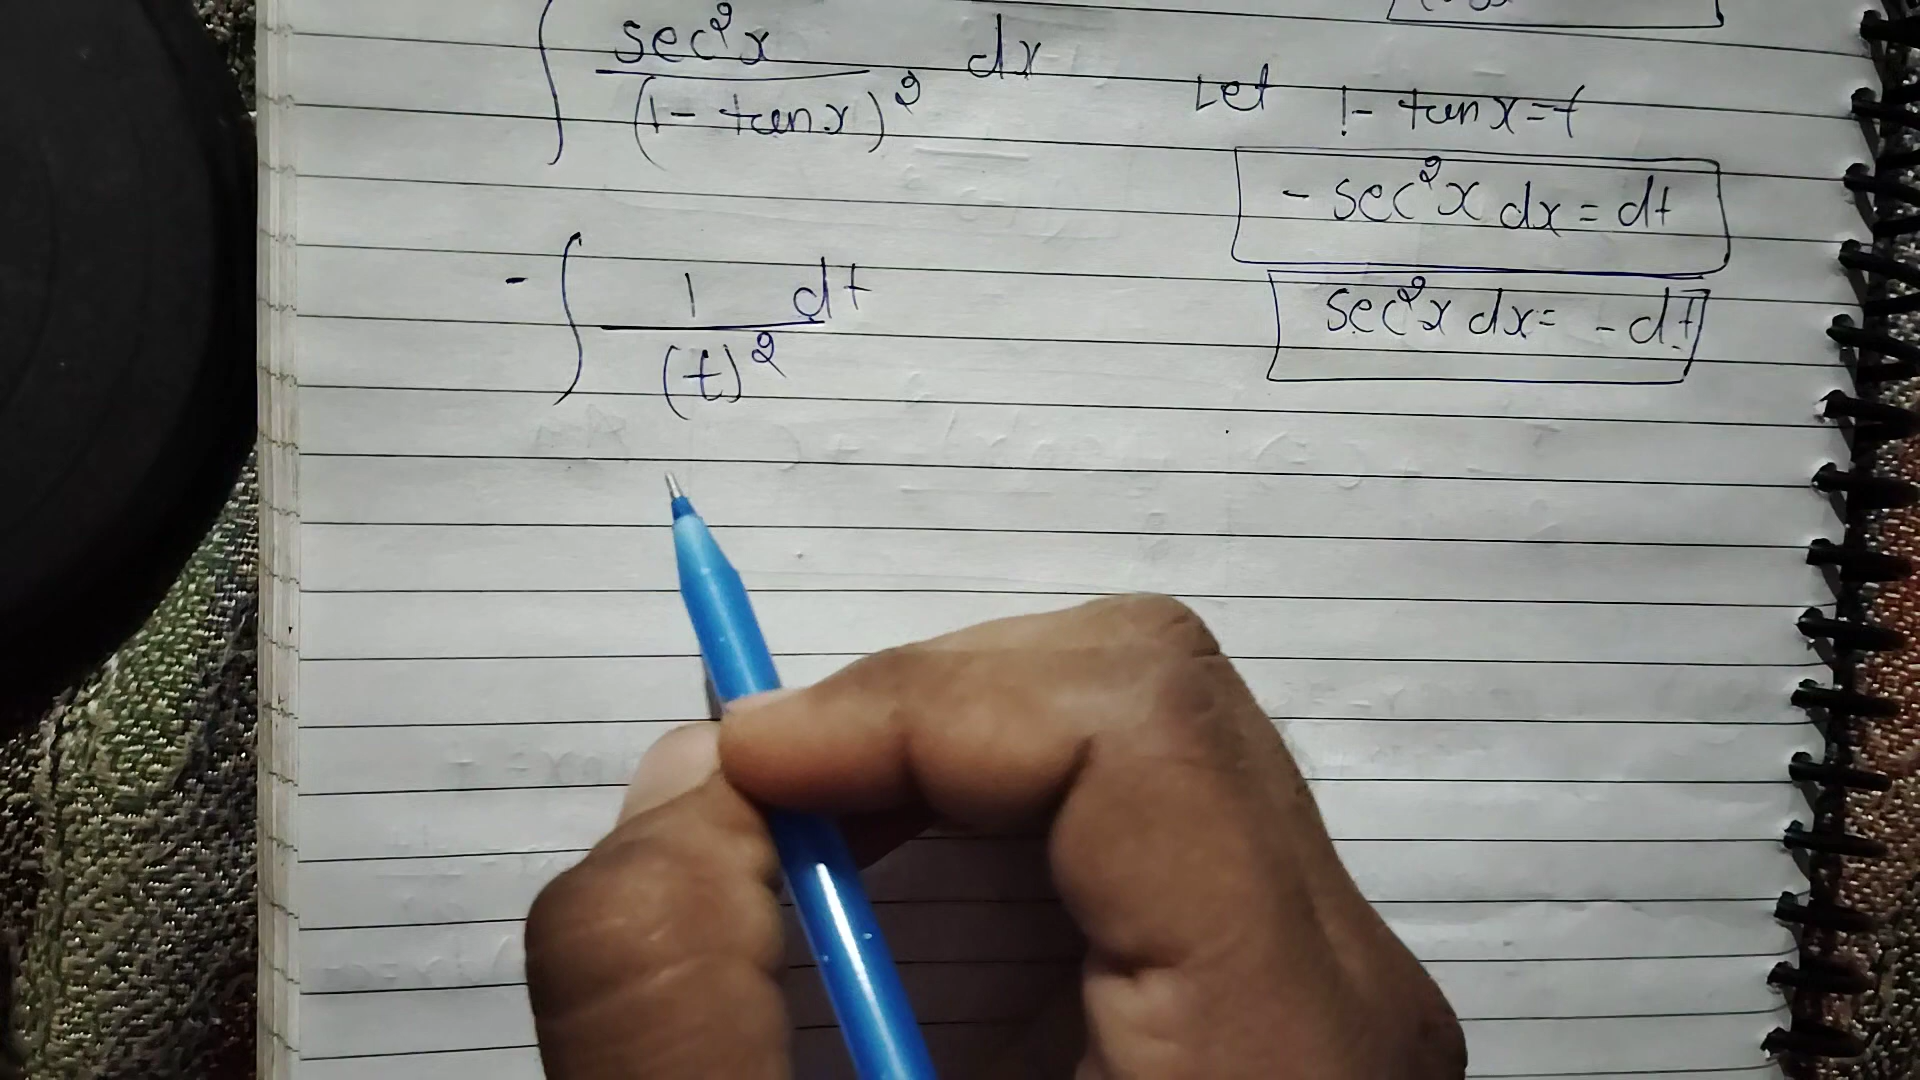 ∫ sec²x / (1 - tanx)² dx
Let 1 - tanx = t
- sec²x dx = dt
- ∫ 1 dt / (t)²
sec²x dx = - dt